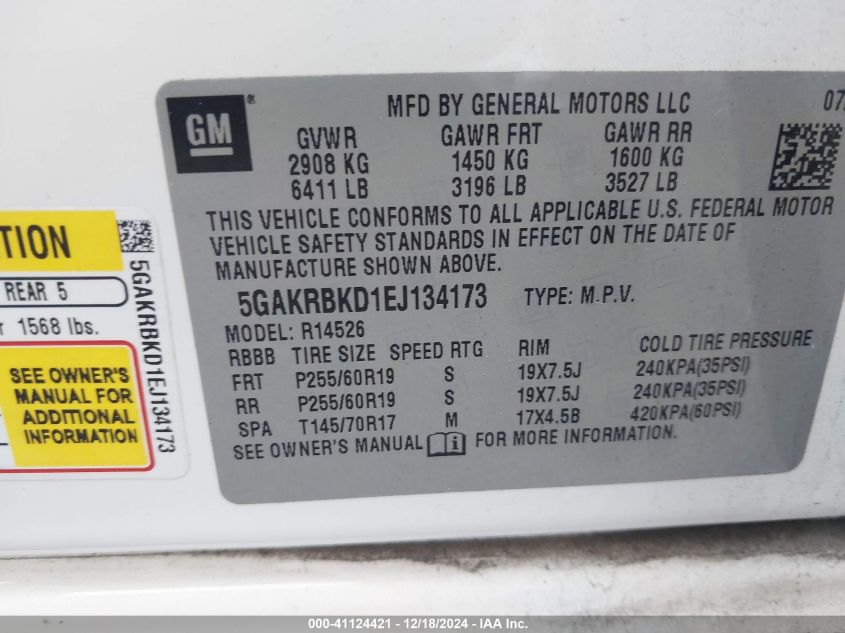 MFD BY GENERAL MOTORS LLC 07
GM®
GVWR GAWR FRT GAWR RR
2908 KG 1450 KG 1600 KG
6411 LB 3196 LB 3527 LB
THIS VEHICLE CONFORMS TO ALL APPLICABLE U.S. FEDERAL MOTOR
VEHICLE SAFETY STANDARDS IN EFFECT ON THE DATE OF
MANUFACTURE SHOWN ABOVE.
5GAKRBKD1EJ134173 TYPE: M.P.V.
MODEL: R14526
RBBB TIRE SIZE SPEED RTG RIM COLD TIRE PRESSURE
FRT P255/60R19 S 19X7.5J 240KPA(35PSI)
RR P255/60R19 S 19X7.5J 240KPA(35PSI)
SPA T145/70R17 M 17X4.5B 420KPA(60PSI)
SEE OWNER'S MANUAL FOR MORE INFORMATION.
TION
REAR 5
r 1568 lbs.
SEE OWNER'S
MANUAL FOR
ADDITIONAL
INFORMATION
5GAKRBKD1EJ134173
000-41124421 - 12/18/2024 - IAA Inc.